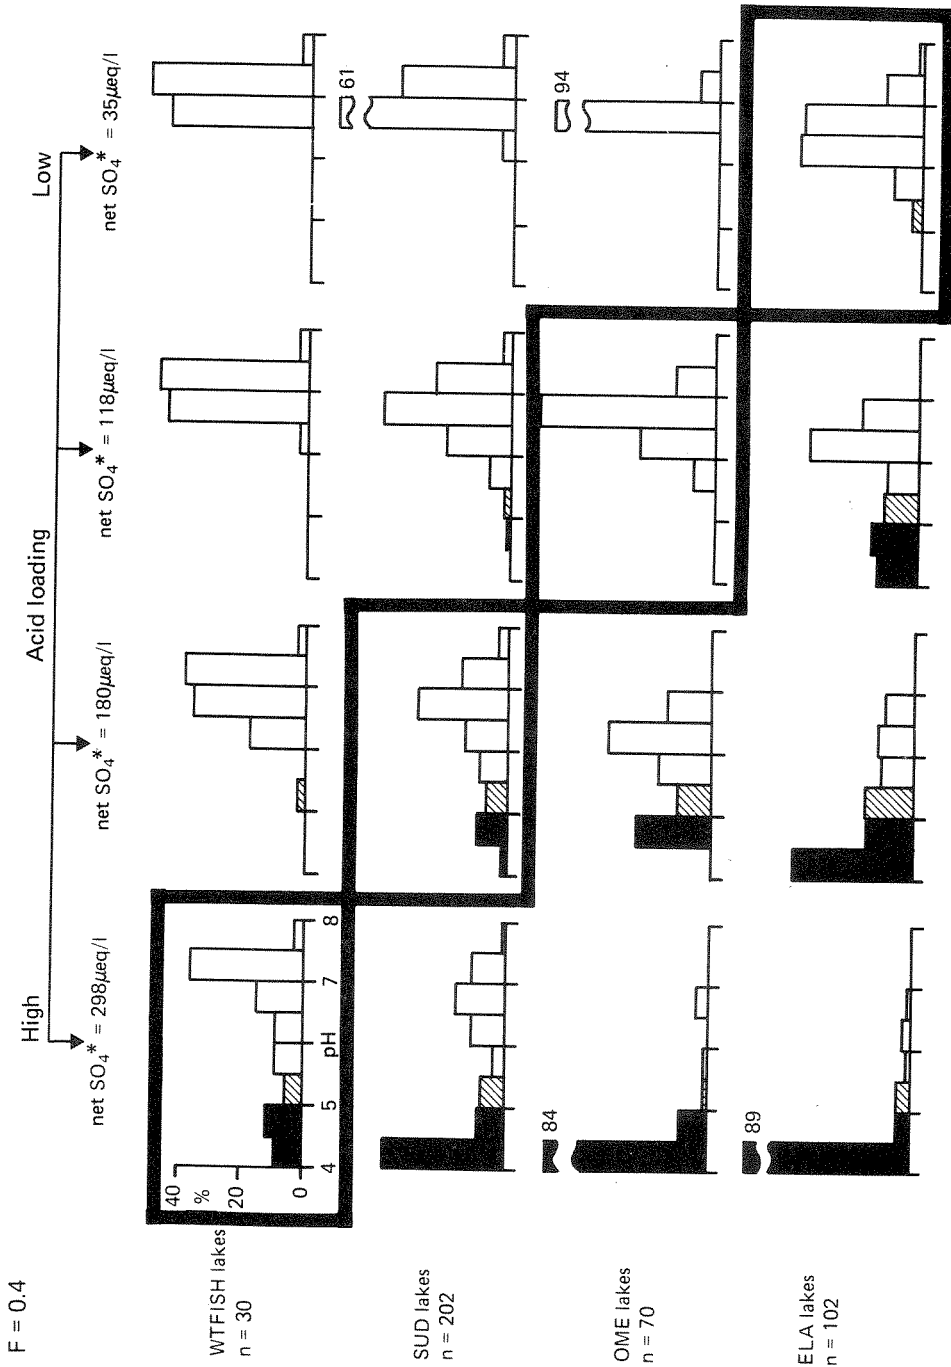 F = 0.4
Acid loading
High
Low
net SO₄* = 298μeq/l
net SO₄* = 180μeq/l
net SO₄* = 118μeq/l
net SO₄* = 35μeq/l
WTFISH lakes
n = 30
40
%
20
0
4
5
pH
7
8
SUD lakes
n = 202
61
OME lakes
n = 70
84
94
ELA lakes
n = 102
89